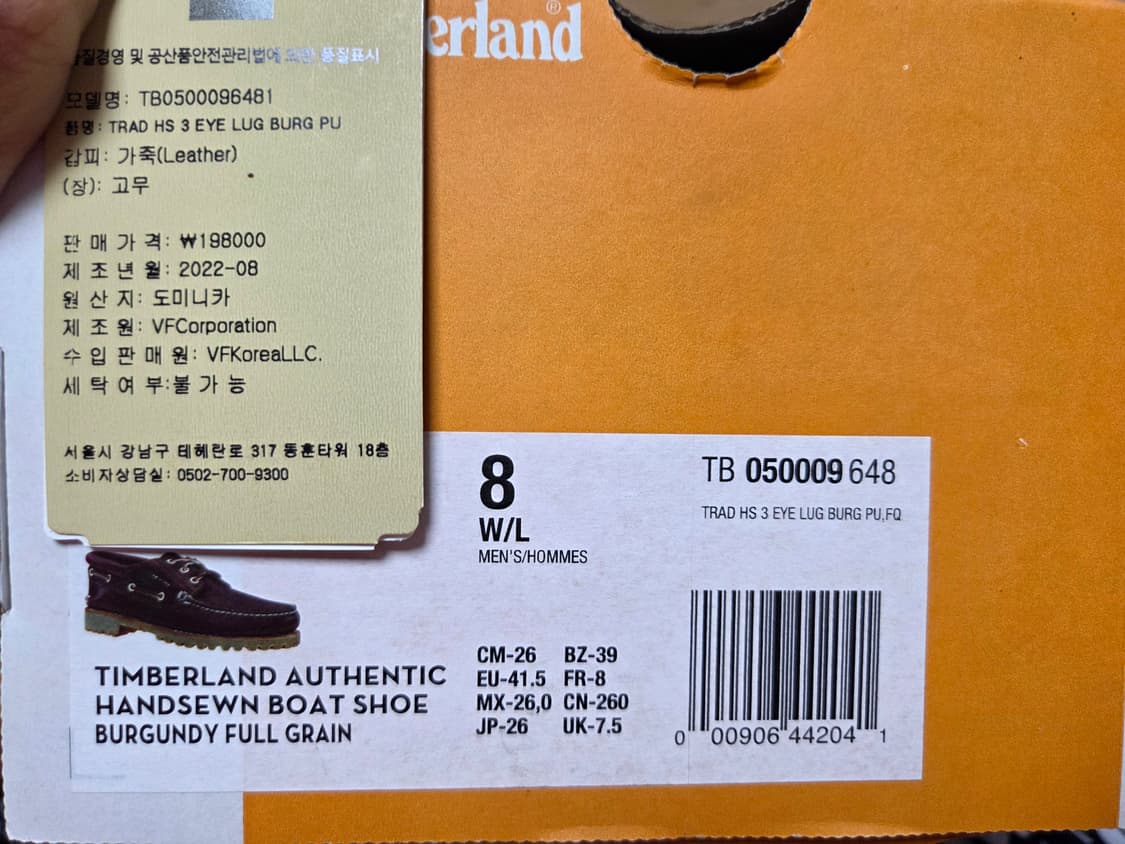 erland®
품질경영 및 공산품안전관리법에 의한 품질표시
모델명: TB0500096481
품명: TRAD HS 3 EYE LUG BURG PU
갑피: 가죽(Leather)
(창): 고무
판 매 가 격: ₩198000
제 조 년 월: 2022-08
원 산 지: 도미니카
제 조 원: VFCorporation
수 입 판 매 원: VFKoreaLLC.
세 탁 여 부:불 가 능
서울시 강남구 테헤란로 317 동훈타워 18층
소비자상담실: 0502-700-9300
8
W/L
MEN'S/HOMMES
TB 050009 648
TRAD HS 3 EYE LUG BURG PU,FQ
TIMBERLAND AUTHENTIC
HANDSEWN BOAT SHOE
BURGUNDY FULL GRAIN
CM-26 BZ-39
EU-41.5 FR-8
MX-26,0 CN-260
JP-26 UK-7.5
0 00906 44204 1